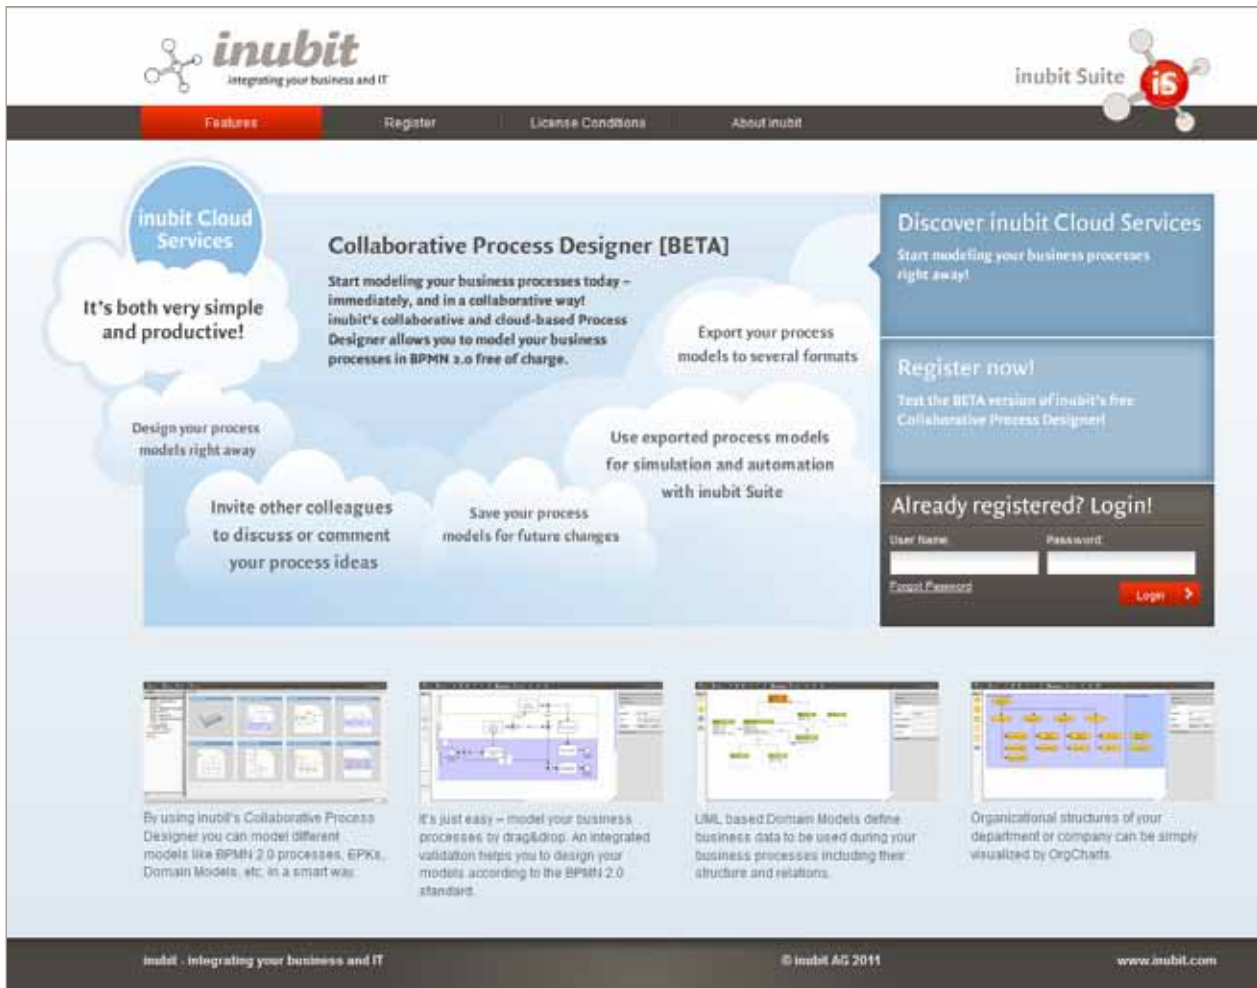 inubit
integrating your business and IT
inubit Suite
iS
Features
Register
License Conditions
About inubit
inubit Cloud
Services
It's both very simple
and productive!
Design your process
models right away
Invite other colleagues
to discuss or comment
your process ideas
Save your process
models for future changes
Use exported process models
for simulation and automation
with inubit Suite
Export your process
models to several formats
Collaborative Process Designer [BETA]
Start modeling your business processes today –
immediately, and in a collaborative way!
inubit's collaborative and cloud-based Process
Designer allows you to model your business
processes in BPMN 2.0 free of charge.
Discover inubit Cloud Services
Start modeling your business processes
right away!
Register now!
Test the BETA version of inubit's free
Collaborative Process Designer!
Already registered? Login!
User Name:
Password:
Forgot Password
Login
By using inubit's Collaborative Process
Designer you can model different
models like BPMN 2.0 processes, EPKs,
Domain Models, etc. in a smart way.
It's just easy – model your business
processes by drag&drop. An integrated
validation helps you to design your
models according to the BPMN 2.0
standard.
UML based Domain Models define
business data to be used during your
business processes including their
structure and relations.
Organizational structures of your
department or company can be simply
visualized by OrgCharts.
inubit - integrating your business and IT
© inubit AG 2011
www.inubit.com